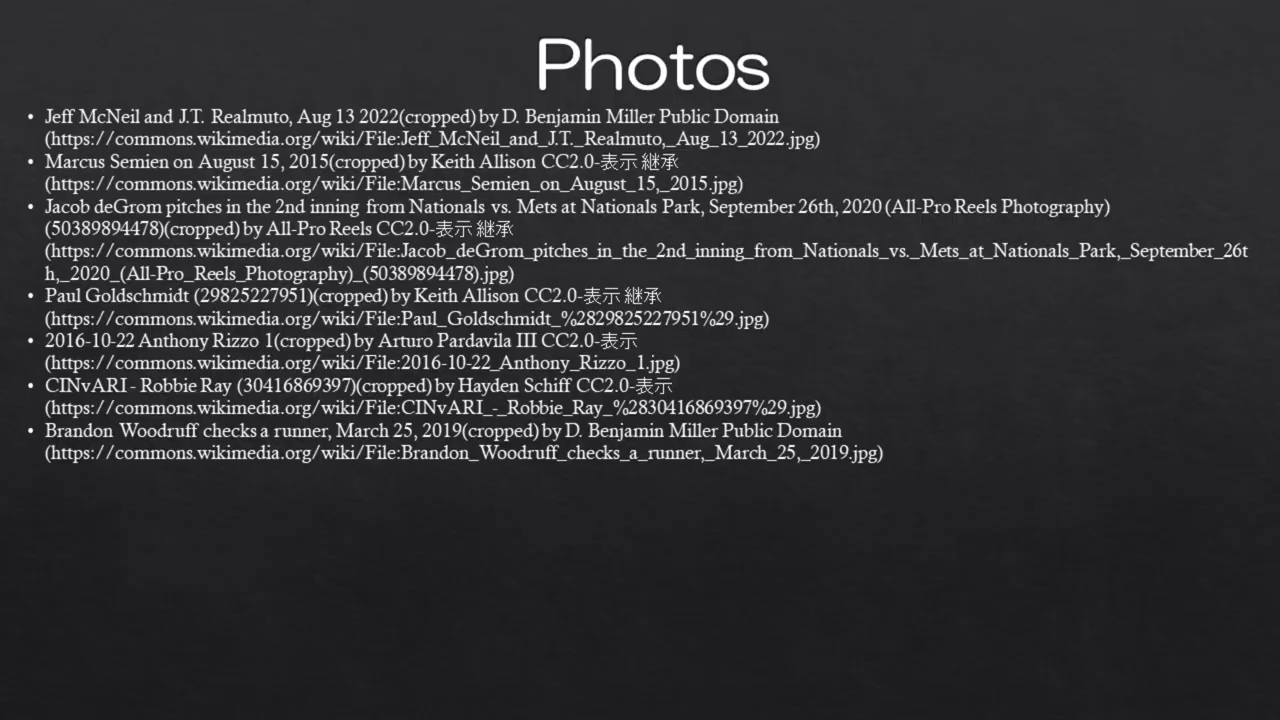 Photos
• Jeff McNeil and J.T. Realmuto, Aug 13 2022(cropped) by D. Benjamin Miller Public Domain
(https://commons.wikimedia.org/wiki/File:Jeff_McNeil_and_J.T._Realmuto,_Aug_13_2022.jpg)
• Marcus Semien on August 15, 2015(cropped) by Keith Allison CC2.0-表示 継承
(https://commons.wikimedia.org/wiki/File:Marcus_Semien_on_August_15,_2015.jpg)
• Jacob deGrom pitches in the 2nd inning from Nationals vs. Mets at Nationals Park, September 26th, 2020 (All-Pro Reels Photography)
(50389894478)(cropped) by All-Pro Reels CC2.0-表示 継承
(https://commons.wikimedia.org/wiki/File:Jacob_deGrom_pitches_in_the_2nd_inning_from_Nationals_vs._Mets_at_Nationals_Park,_September_26t
h,_2020_(All-Pro_Reels_Photography)_(50389894478).jpg)
• Paul Goldschmidt (29825227951)(cropped) by Keith Allison CC2.0-表示 継承
(https://commons.wikimedia.org/wiki/File:Paul_Goldschmidt_%2829825227951%29.jpg)
• 2016-10-22 Anthony Rizzo 1(cropped) by Arturo Pardavila III CC2.0-表示
(https://commons.wikimedia.org/wiki/File:2016-10-22_Anthony_Rizzo_1.jpg)
• CINvARI - Robbie Ray (30416869397)(cropped) by Hayden Schiff CC2.0-表示
(https://commons.wikimedia.org/wiki/File:CINvARI_-_Robbie_Ray_%2830416869397%29.jpg)
• Brandon Woodruff checks a runner, March 25, 2019(cropped) by D. Benjamin Miller Public Domain
(https://commons.wikimedia.org/wiki/File:Brandon_Woodruff_checks_a_runner,_March_25,_2019.jpg)